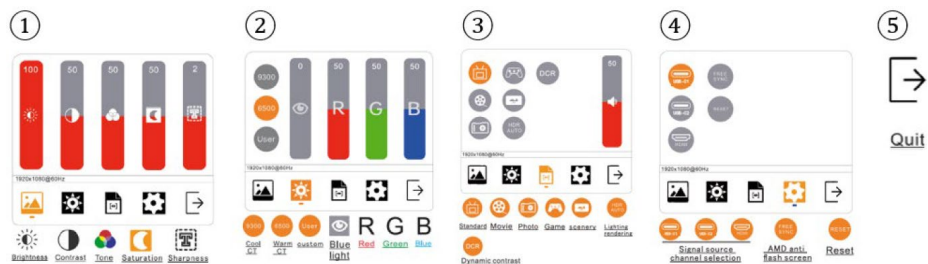 ① ② ③ ④ ⑤
100 50 50 50 2
1920x1080@60Hz
Brightness Contrast Tone Saturation Sharpness
9300
6500
User
0 50 50 50
R G B
1920x1080@60Hz
9300 6500 User R G B
Cool CT Warm CT custom Blue light Red Green Blue
DCR
HDR AUTO
50
1920x1080@60Hz
Standard Movie Photo Game scenery Lighting rendering
DCR
Dynamic contrast
FREE SYNC
RESET
1920x1080@60Hz
FREE SYNC RESET
Signal source channel selection AMD anti flash screen Reset
Quit